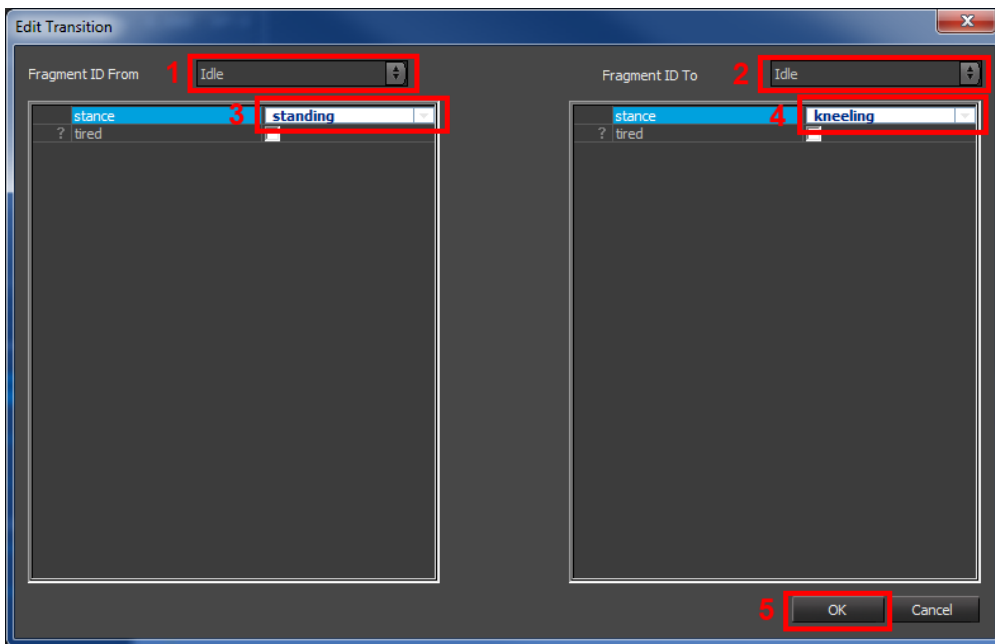 Edit Transition
x
Fragment ID From 1 Idle
Fragment ID To 2 Idle
stance 3 standing
? tired
stance 4 kneeling
? tired
5 OK Cancel